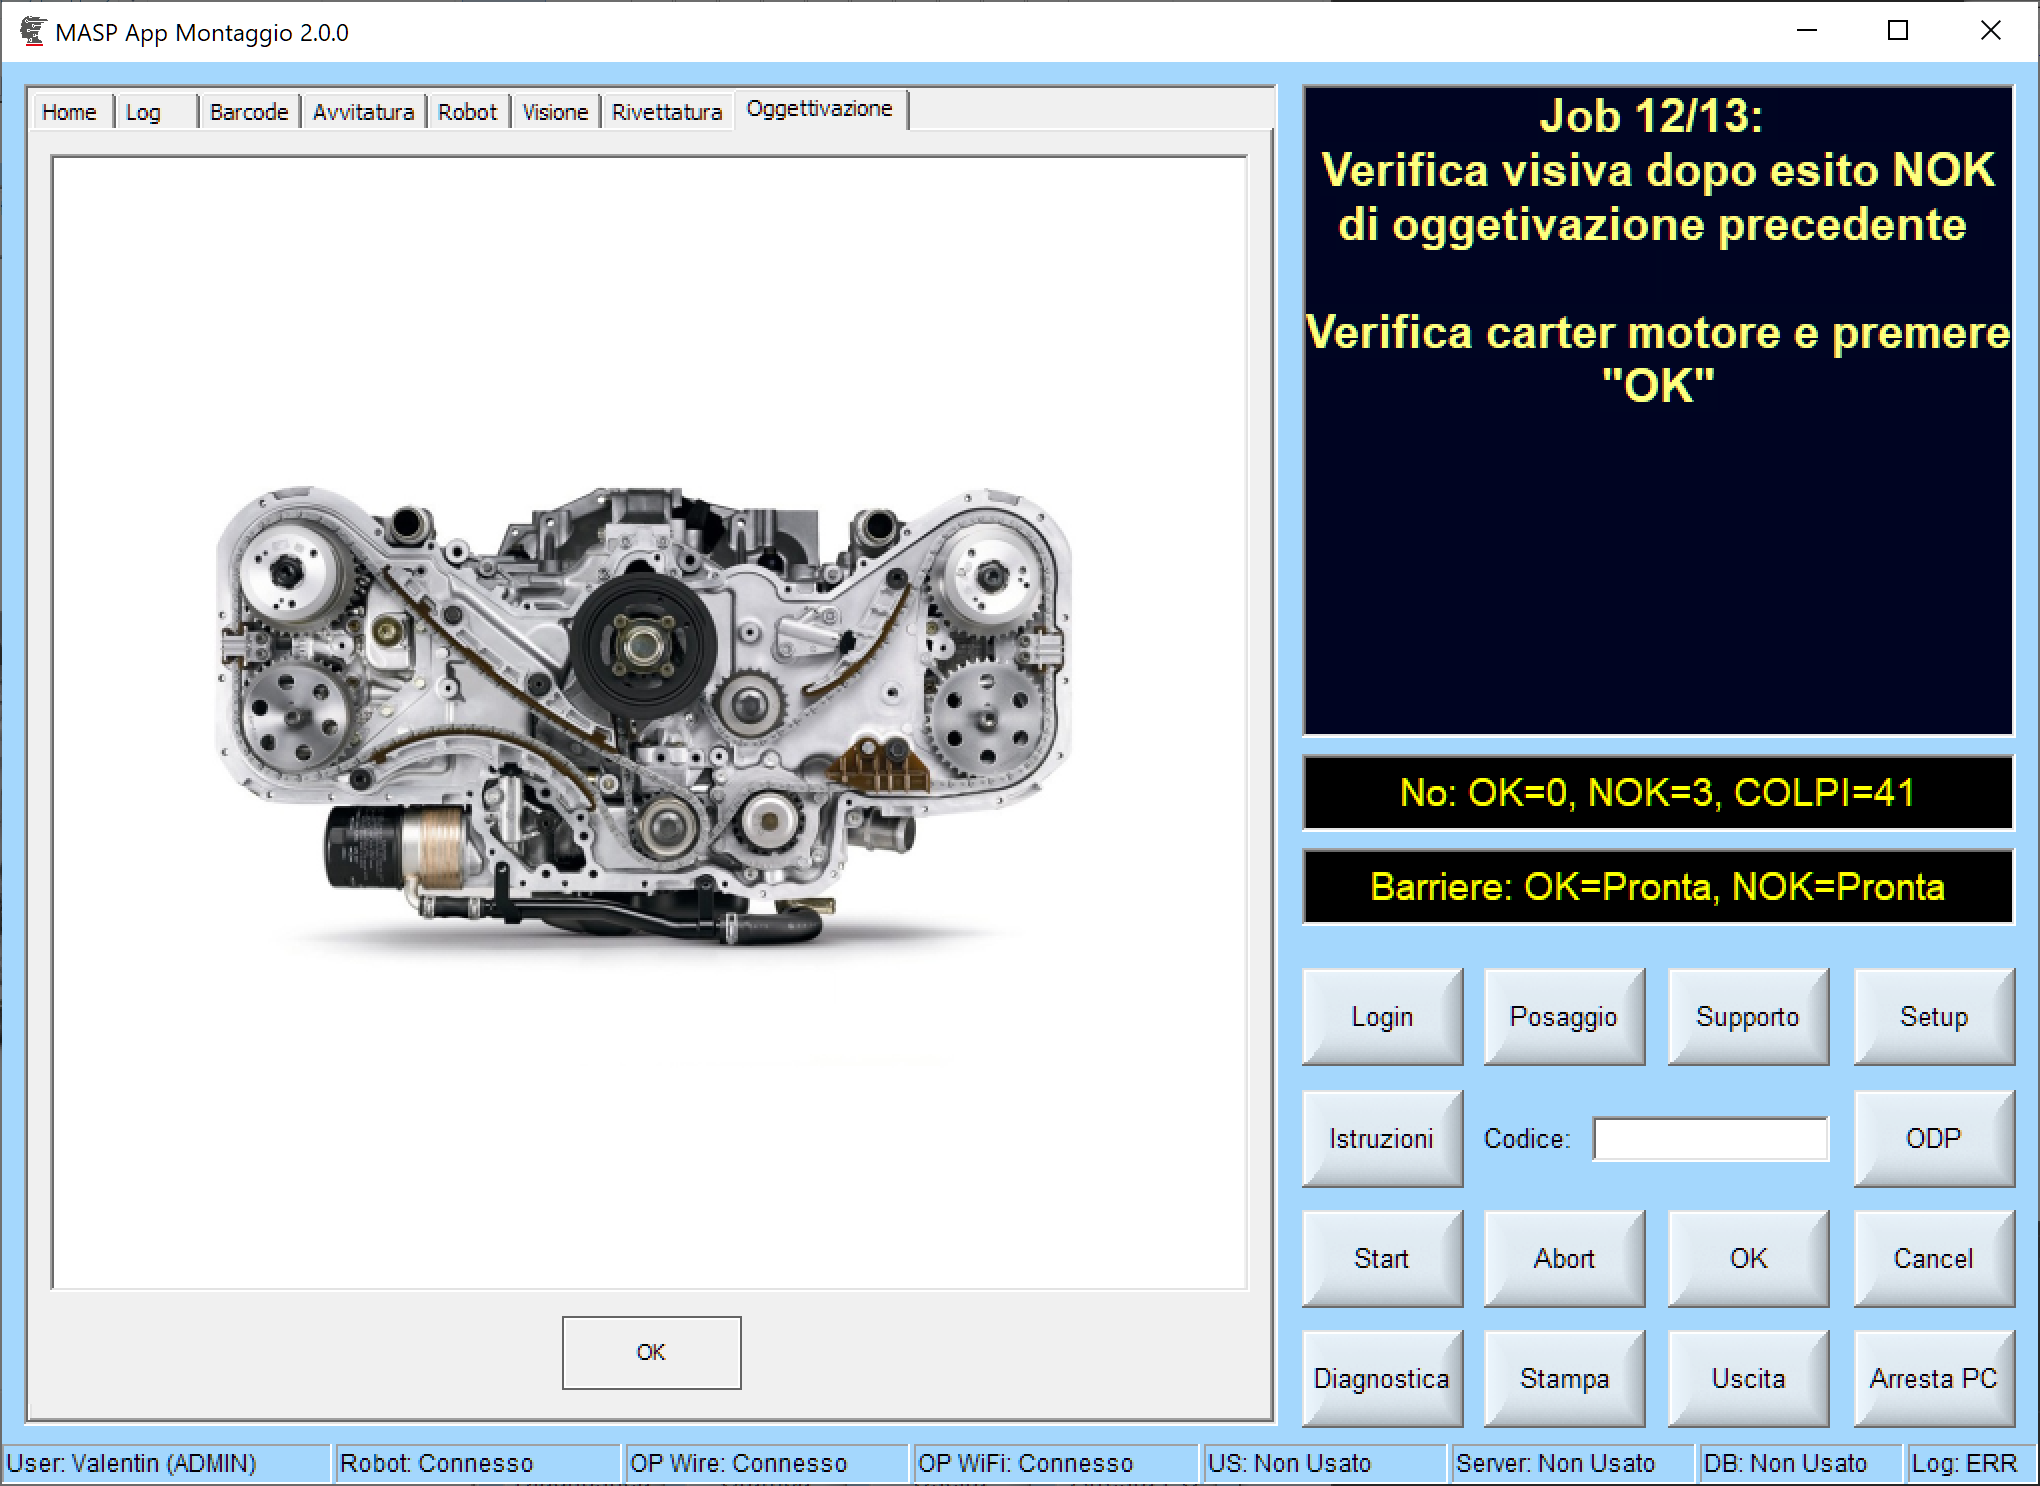 MASP App Montaggio 2.0.0
Home Log Barcode Avvitatura Robot Visione Rivettatura Oggettivazione
Job 12/13:
Verifica visiva dopo esito NOK
di oggetivazione precedente
Verifica carter motore e premere
"OK"
No: OK=0, NOK=3, COLPI=41
Barriere: OK=Pronta, NOK=Pronta
Login Posaggio Supporto Setup
Istruzioni Codice: ODP
Start Abort OK Cancel
Diagnostica Stampa Uscita Arresta PC
OK
User: Valentin (ADMIN) Robot: Connesso OP Wire: Connesso OP WiFi: Connesso US: Non Usato Server: Non Usato DB: Non Usato Log: ERR